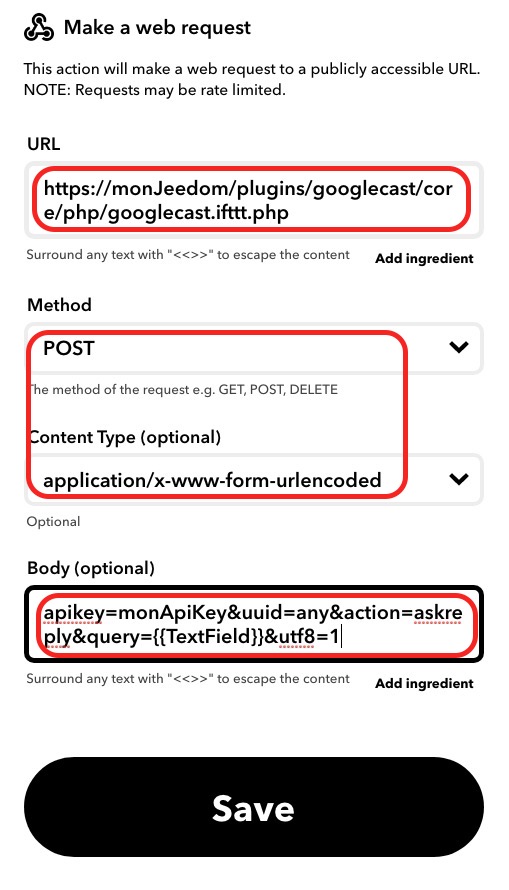 Make a web request
This action will make a web request to a publicly accessible URL.
NOTE: Requests may be rate limited.
URL
https://monJeedom/plugins/googlecast/cor
e/php/googlecast.ifttt.php
Surround any text with "<<>>" to escape the content
Add ingredient
Method
POST
The method of the request e.g. GET, POST, DELETE
Content Type (optional)
application/x-www-form-urlencoded
Optional
Body (optional)
apikey=monApiKey&uuid=any&action=askre
ply&query={{TextField}}&utf8=1
Surround any text with "<<>>" to escape the content
Add ingredient
Save